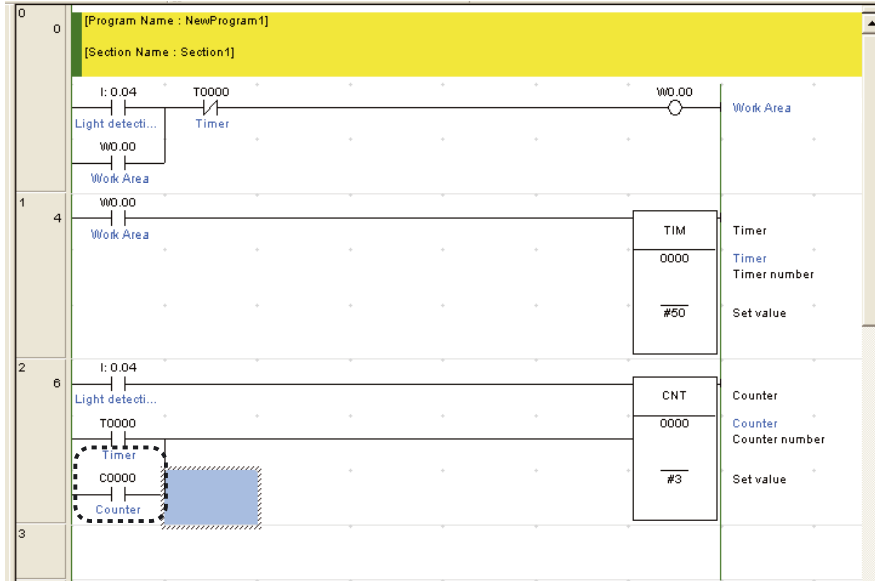 0
0
[Program Name : NewProgram1]
[Section Name : Section1]
I: 0.04
T0000
W0.00
Light detecti...
Timer
Work Area
W0.00
Work Area
1
4
W0.00
Work Area
TIM
Timer
0000
Timer
Timer number
#50
Set value
2
6
I: 0.04
Light detecti...
CNT
Counter
T0000
Timer
0000
Counter
Counter number
C0000
Counter
#3
Set value
3